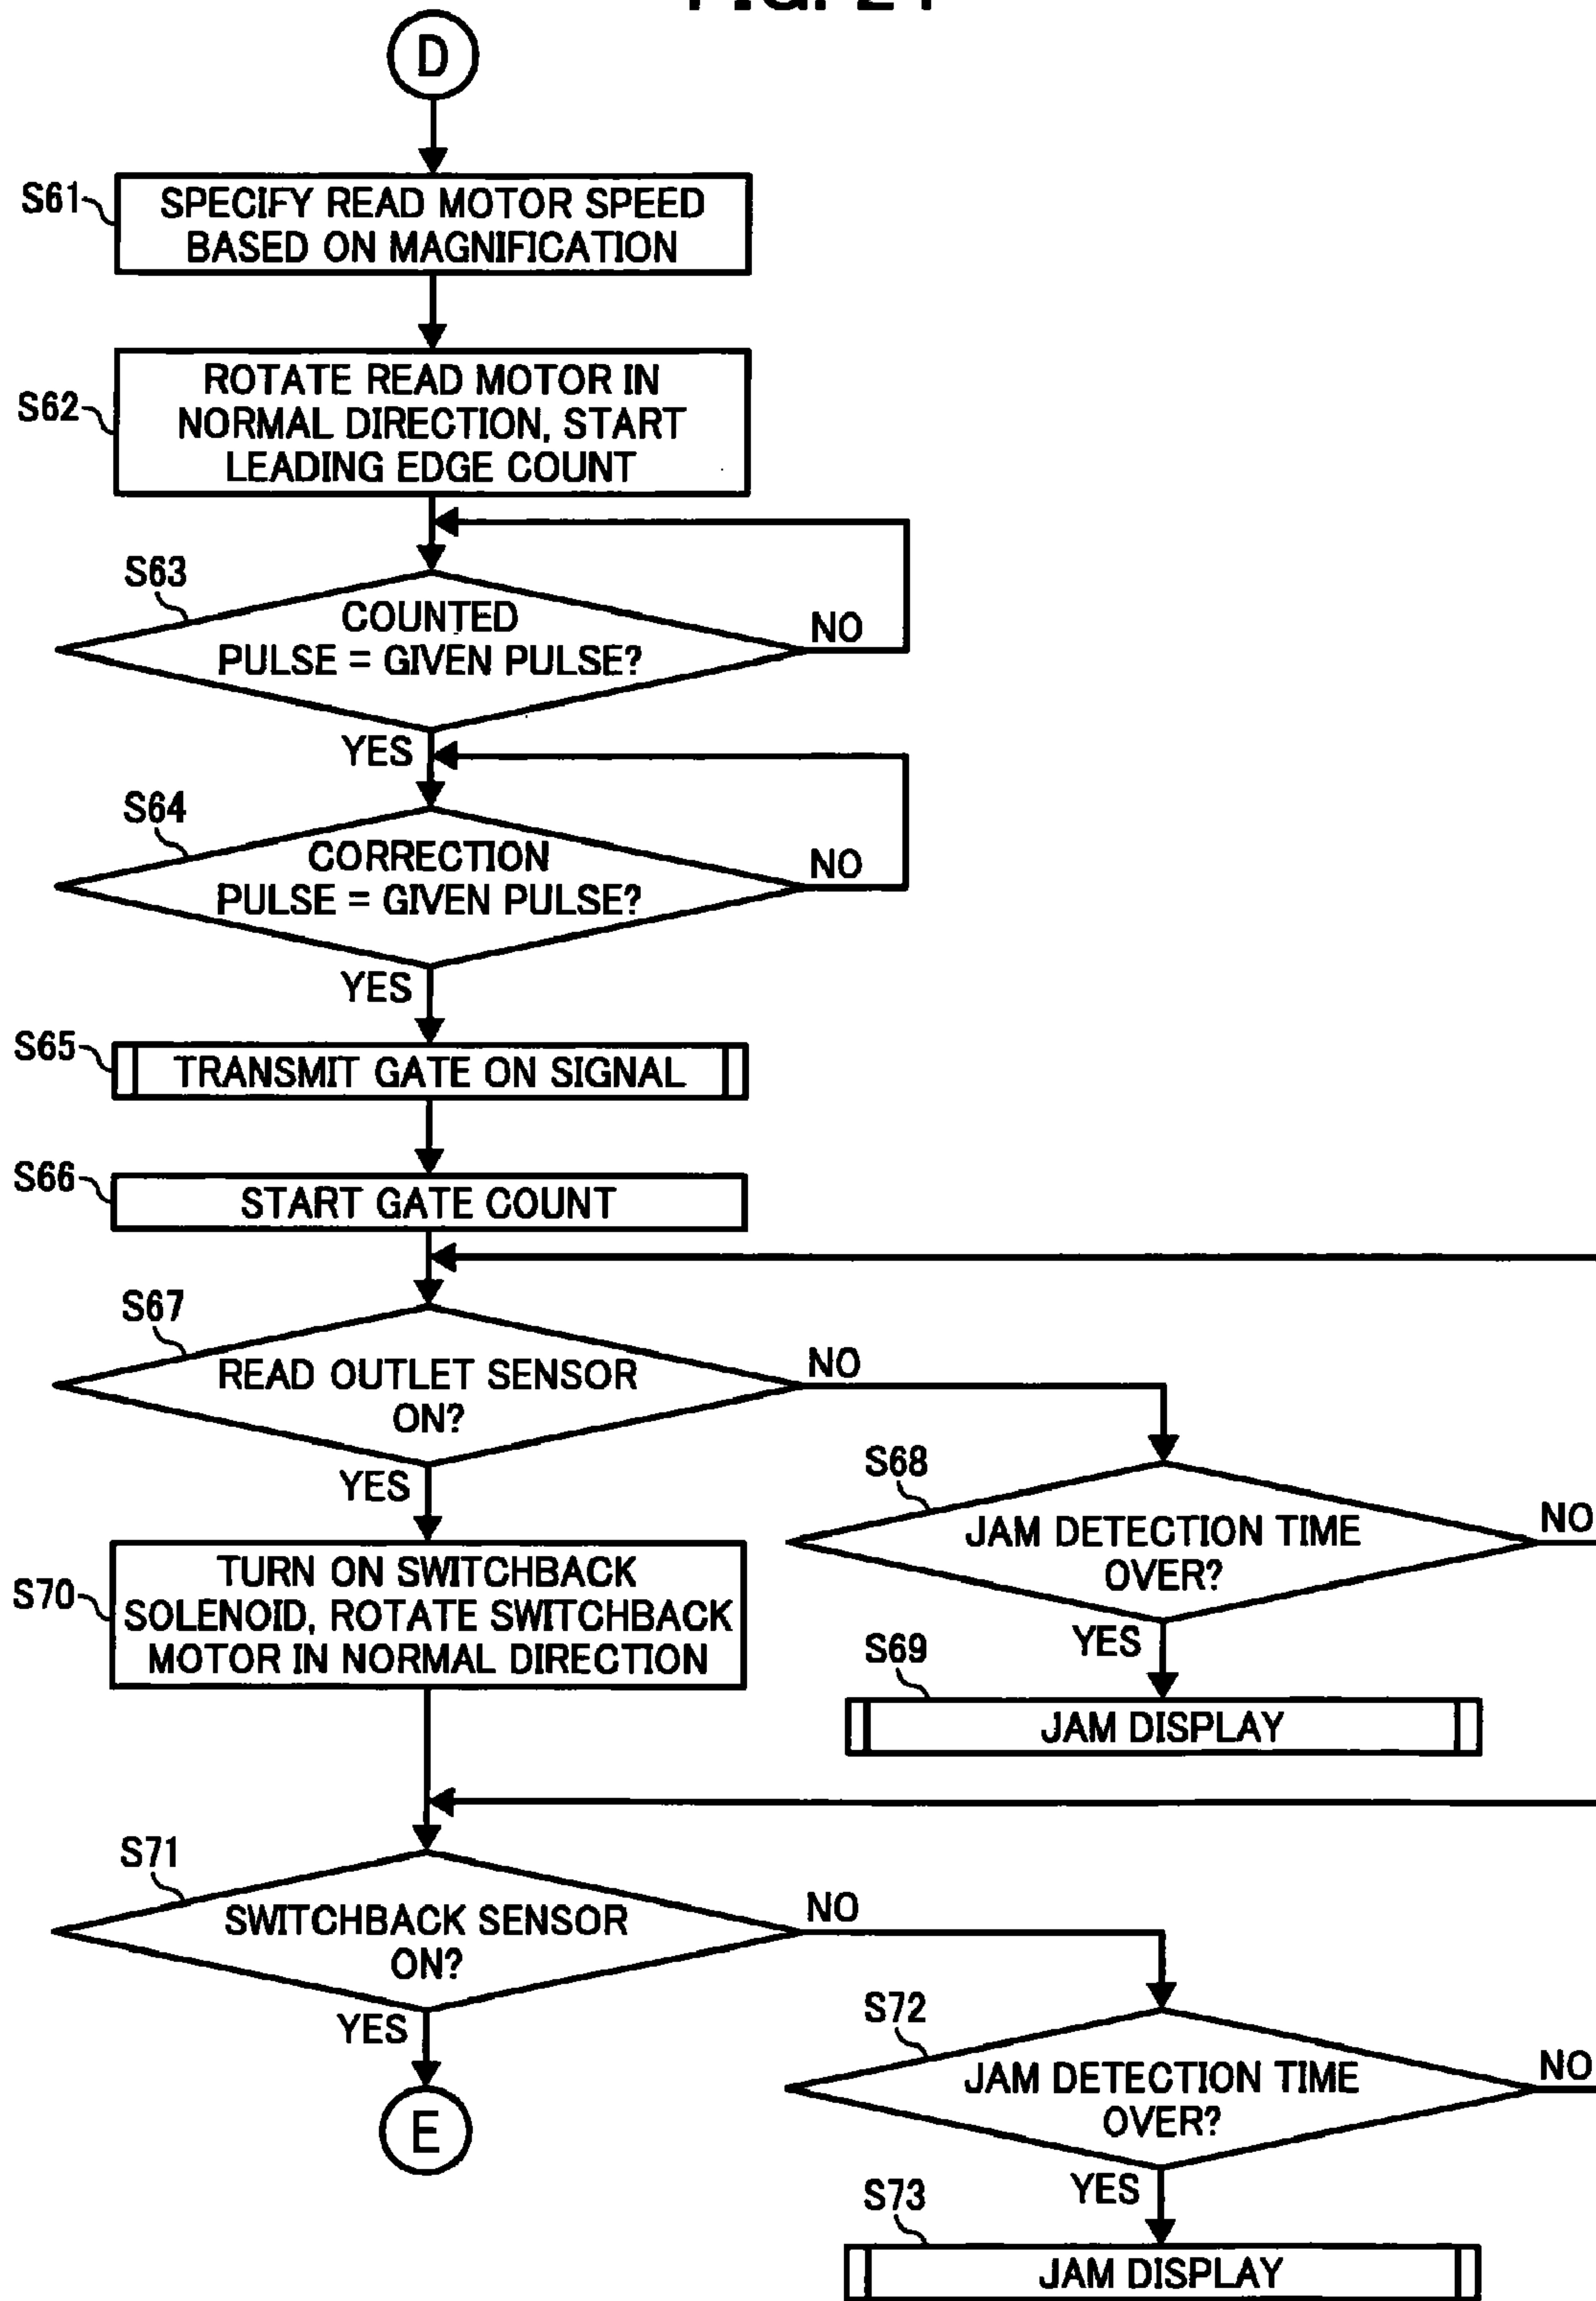 D
S61
SPECIFY READ MOTOR SPEED
BASED ON MAGNIFICATION
S62
ROTATE READ MOTOR IN
NORMAL DIRECTION, START
LEADING EDGE COUNT
S63
COUNTED
PULSE = GIVEN PULSE?
NO
YES
S64
CORRECTION
PULSE = GIVEN PULSE?
NO
YES
S65
TRANSMIT GATE ON SIGNAL
S66
START GATE COUNT
S67
READ OUTLET SENSOR
ON?
NO
YES
S68
JAM DETECTION TIME
OVER?
NO
YES
S69
JAM DISPLAY
S70
TURN ON SWITCHBACK
SOLENOID, ROTATE SWITCHBACK
MOTOR IN NORMAL DIRECTION
S71
SWITCHBACK SENSOR
ON?
NO
YES
E
S72
JAM DETECTION TIME
OVER?
NO
YES
S73
JAM DISPLAY